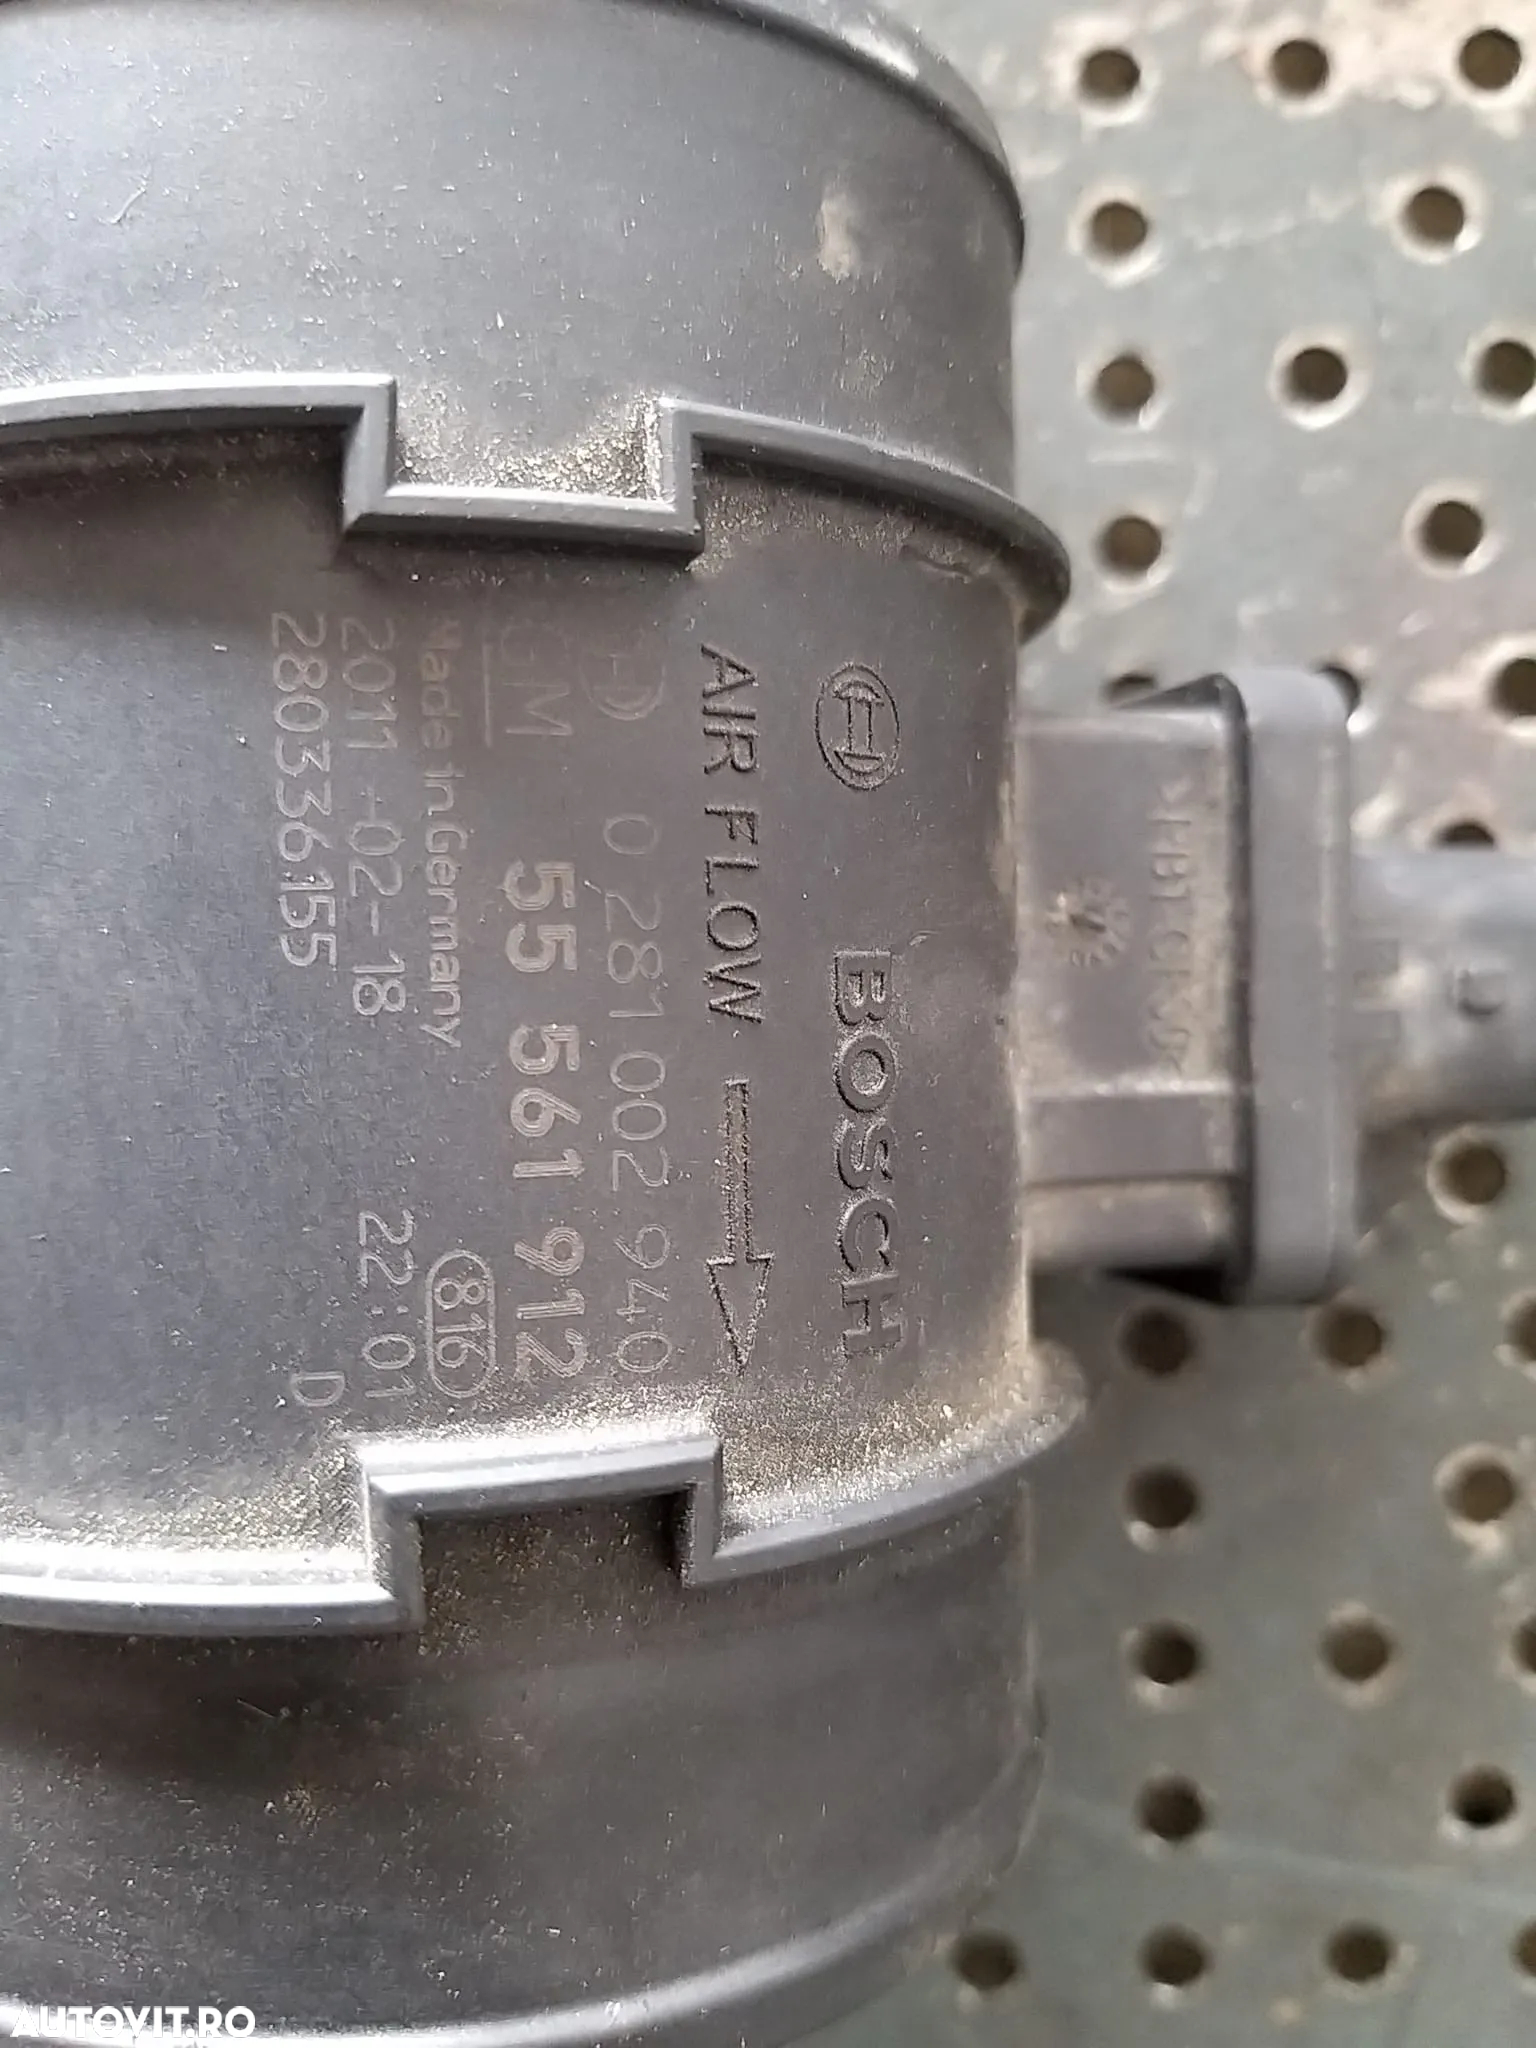 BOSCH
AIR FLOW
0 281 002 940
GM 55 561 912
Made in Germany 816
2011-02-18 22:01
28036155 D
AUTOVIT.RO